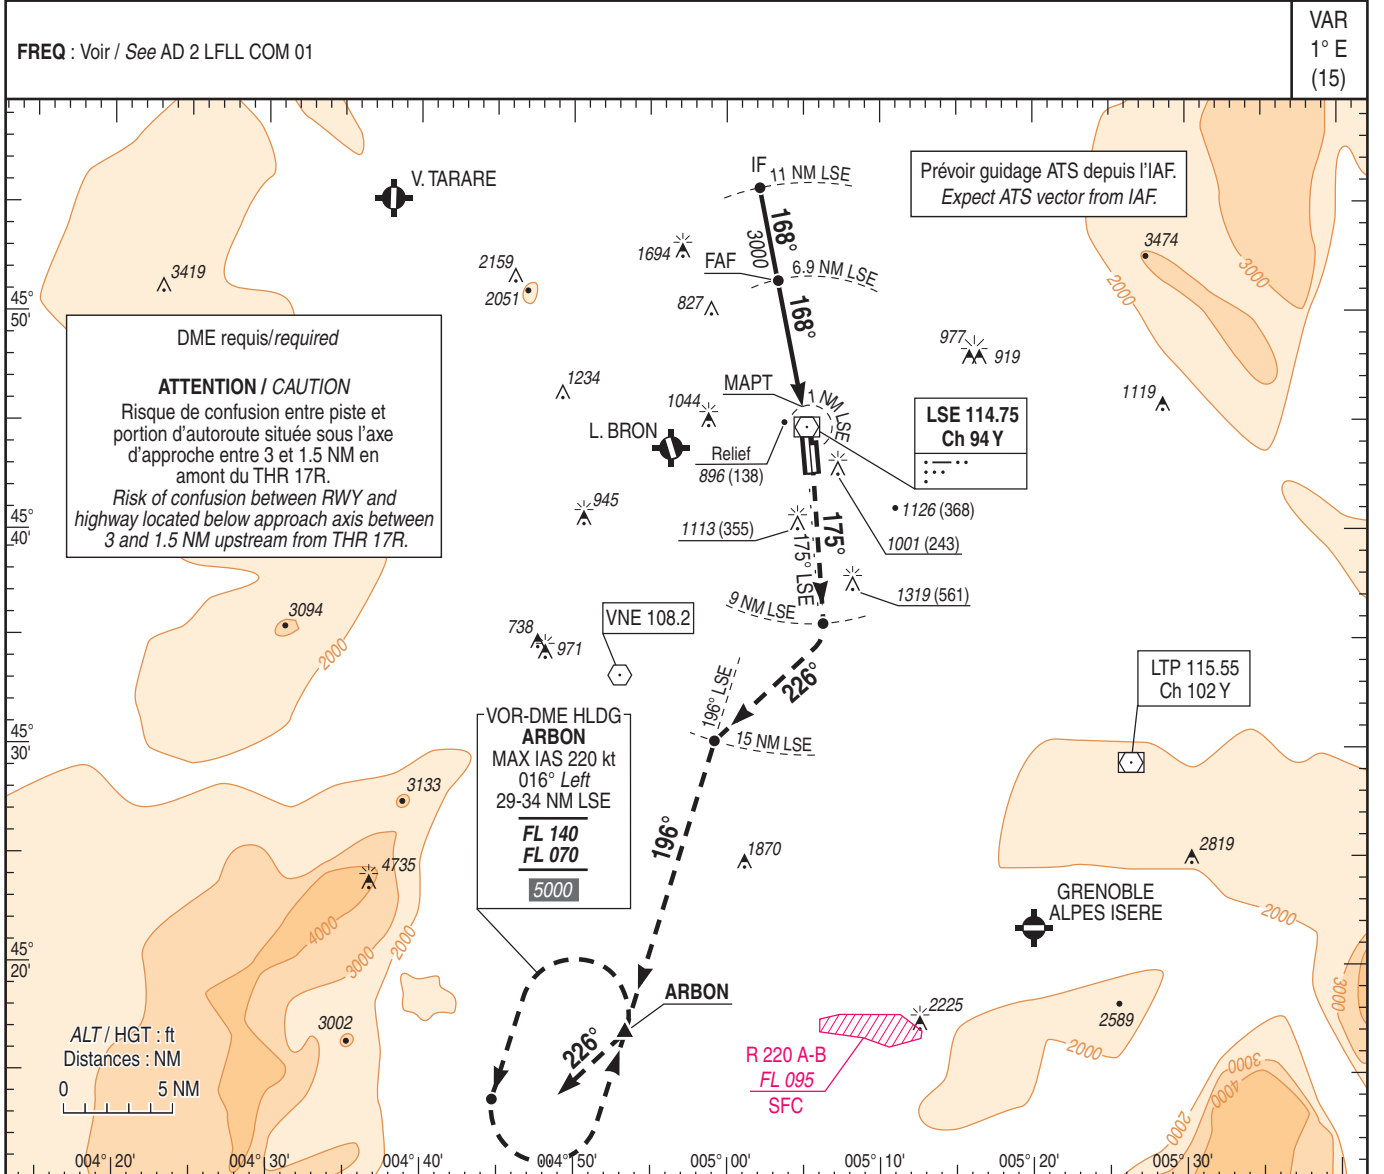 FREQ : Voir / See AD 2 LFLL COM 01
VAR
1° E
(15)
V. TARARE
IF
11 NM LSE
Prévoir guidage ATS depuis l'IAF.
Expect ATS vector from IAF.
168°
3000
1694
FAF
6.9 NM LSE
3474
3000
2000
3419
2159
2051
827
168°
45°
50'
DME requis/required
ATTENTION / CAUTION
Risque de confusion entre piste et
portion d'autoroute située sous l'axe
d'approche entre 3 et 1.5 NM en
amont du THR 17R.
Risk of confusion between RWY and
highway located below approach axis between
3 and 1.5 NM upstream from THR 17R.
977
919
1234
MAPT
1 NM LSE
1119
1044
L. BRON
LSE 114.75
Ch 94 Y
Relief
896 (138)
945
1126 (368)
45°
40'
1113 (355)
175°
175° LSE
1001 (243)
1319 (561)
9 NM LSE
3094
2000
738
971
VNE 108.2
226°
LTP 115.55
Ch 102 Y
196° LSE
15 NM LSE
45°
30'
VOR-DME HLDG
ARBON
MAX IAS 220 kt
016° Left
29-34 NM LSE
FL 140
FL 070
5000
3133
196°
1870
2819
4735
GRENOBLE
ALPES ISERE
2000
4000
3000
2000
45°
20'
3000
ARBON
2225
2589
3002
226°
2000
R 220 A-B
FL 095
SFC
ALT / HGT : ft
Distances : NM
0 5 NM
3000
4000
2000
004° 20' 004° 30' 004° 40' 004° 50' 005° 00' 005° 10' 005° 20' 005° 30'